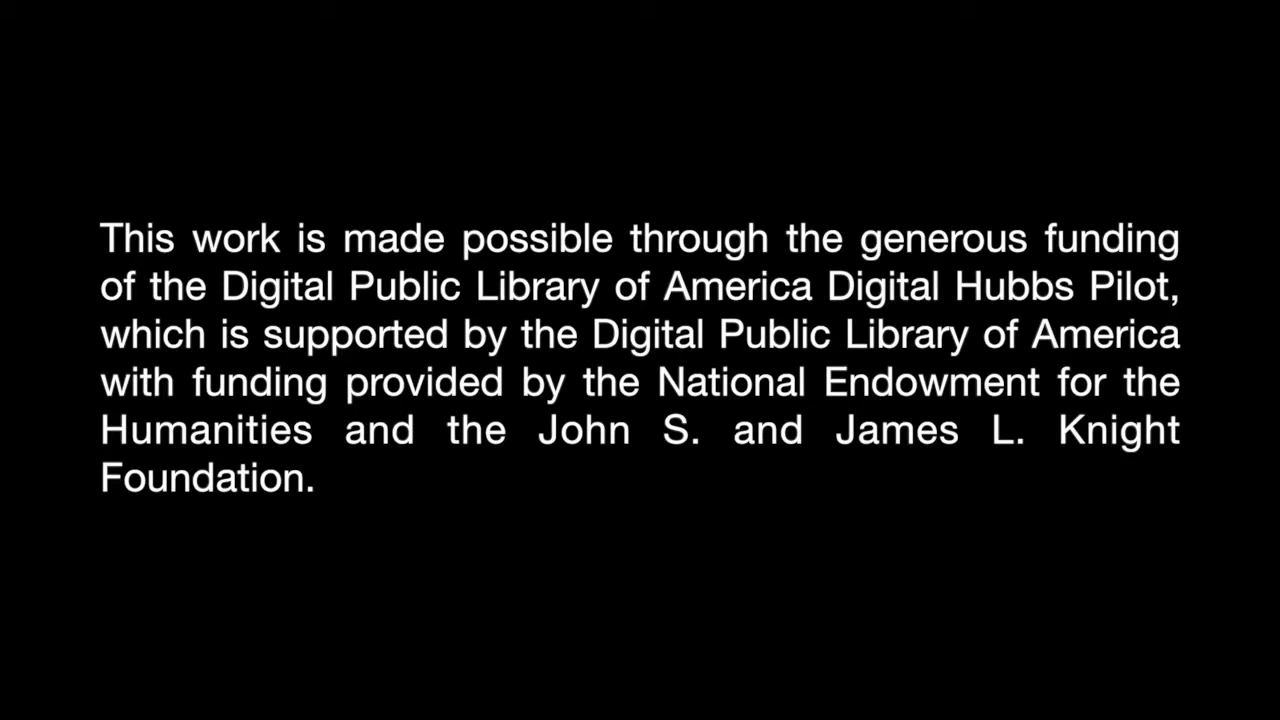 This work is made possible through the generous funding
of the Digital Public Library of America Digital Hubbs Pilot,
which is supported by the Digital Public Library of America
with funding provided by the National Endowment for the
Humanities and the John S. and James L. Knight
Foundation.